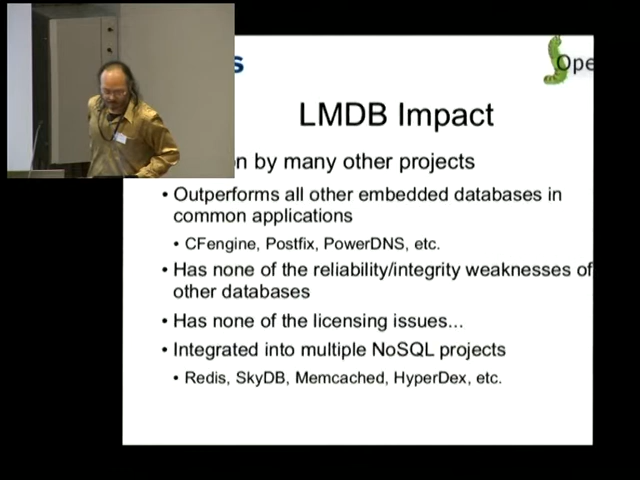 s
Ope
LMDB Impact
on by many other projects
• Outperforms all other embedded databases in
common applications
• CFengine, Postfix, PowerDNS, etc.
• Has none of the reliability/integrity weaknesses of
other databases
• Has none of the licensing issues...
• Integrated into multiple NoSQL projects
• Redis, SkyDB, Memcached, HyperDex, etc.